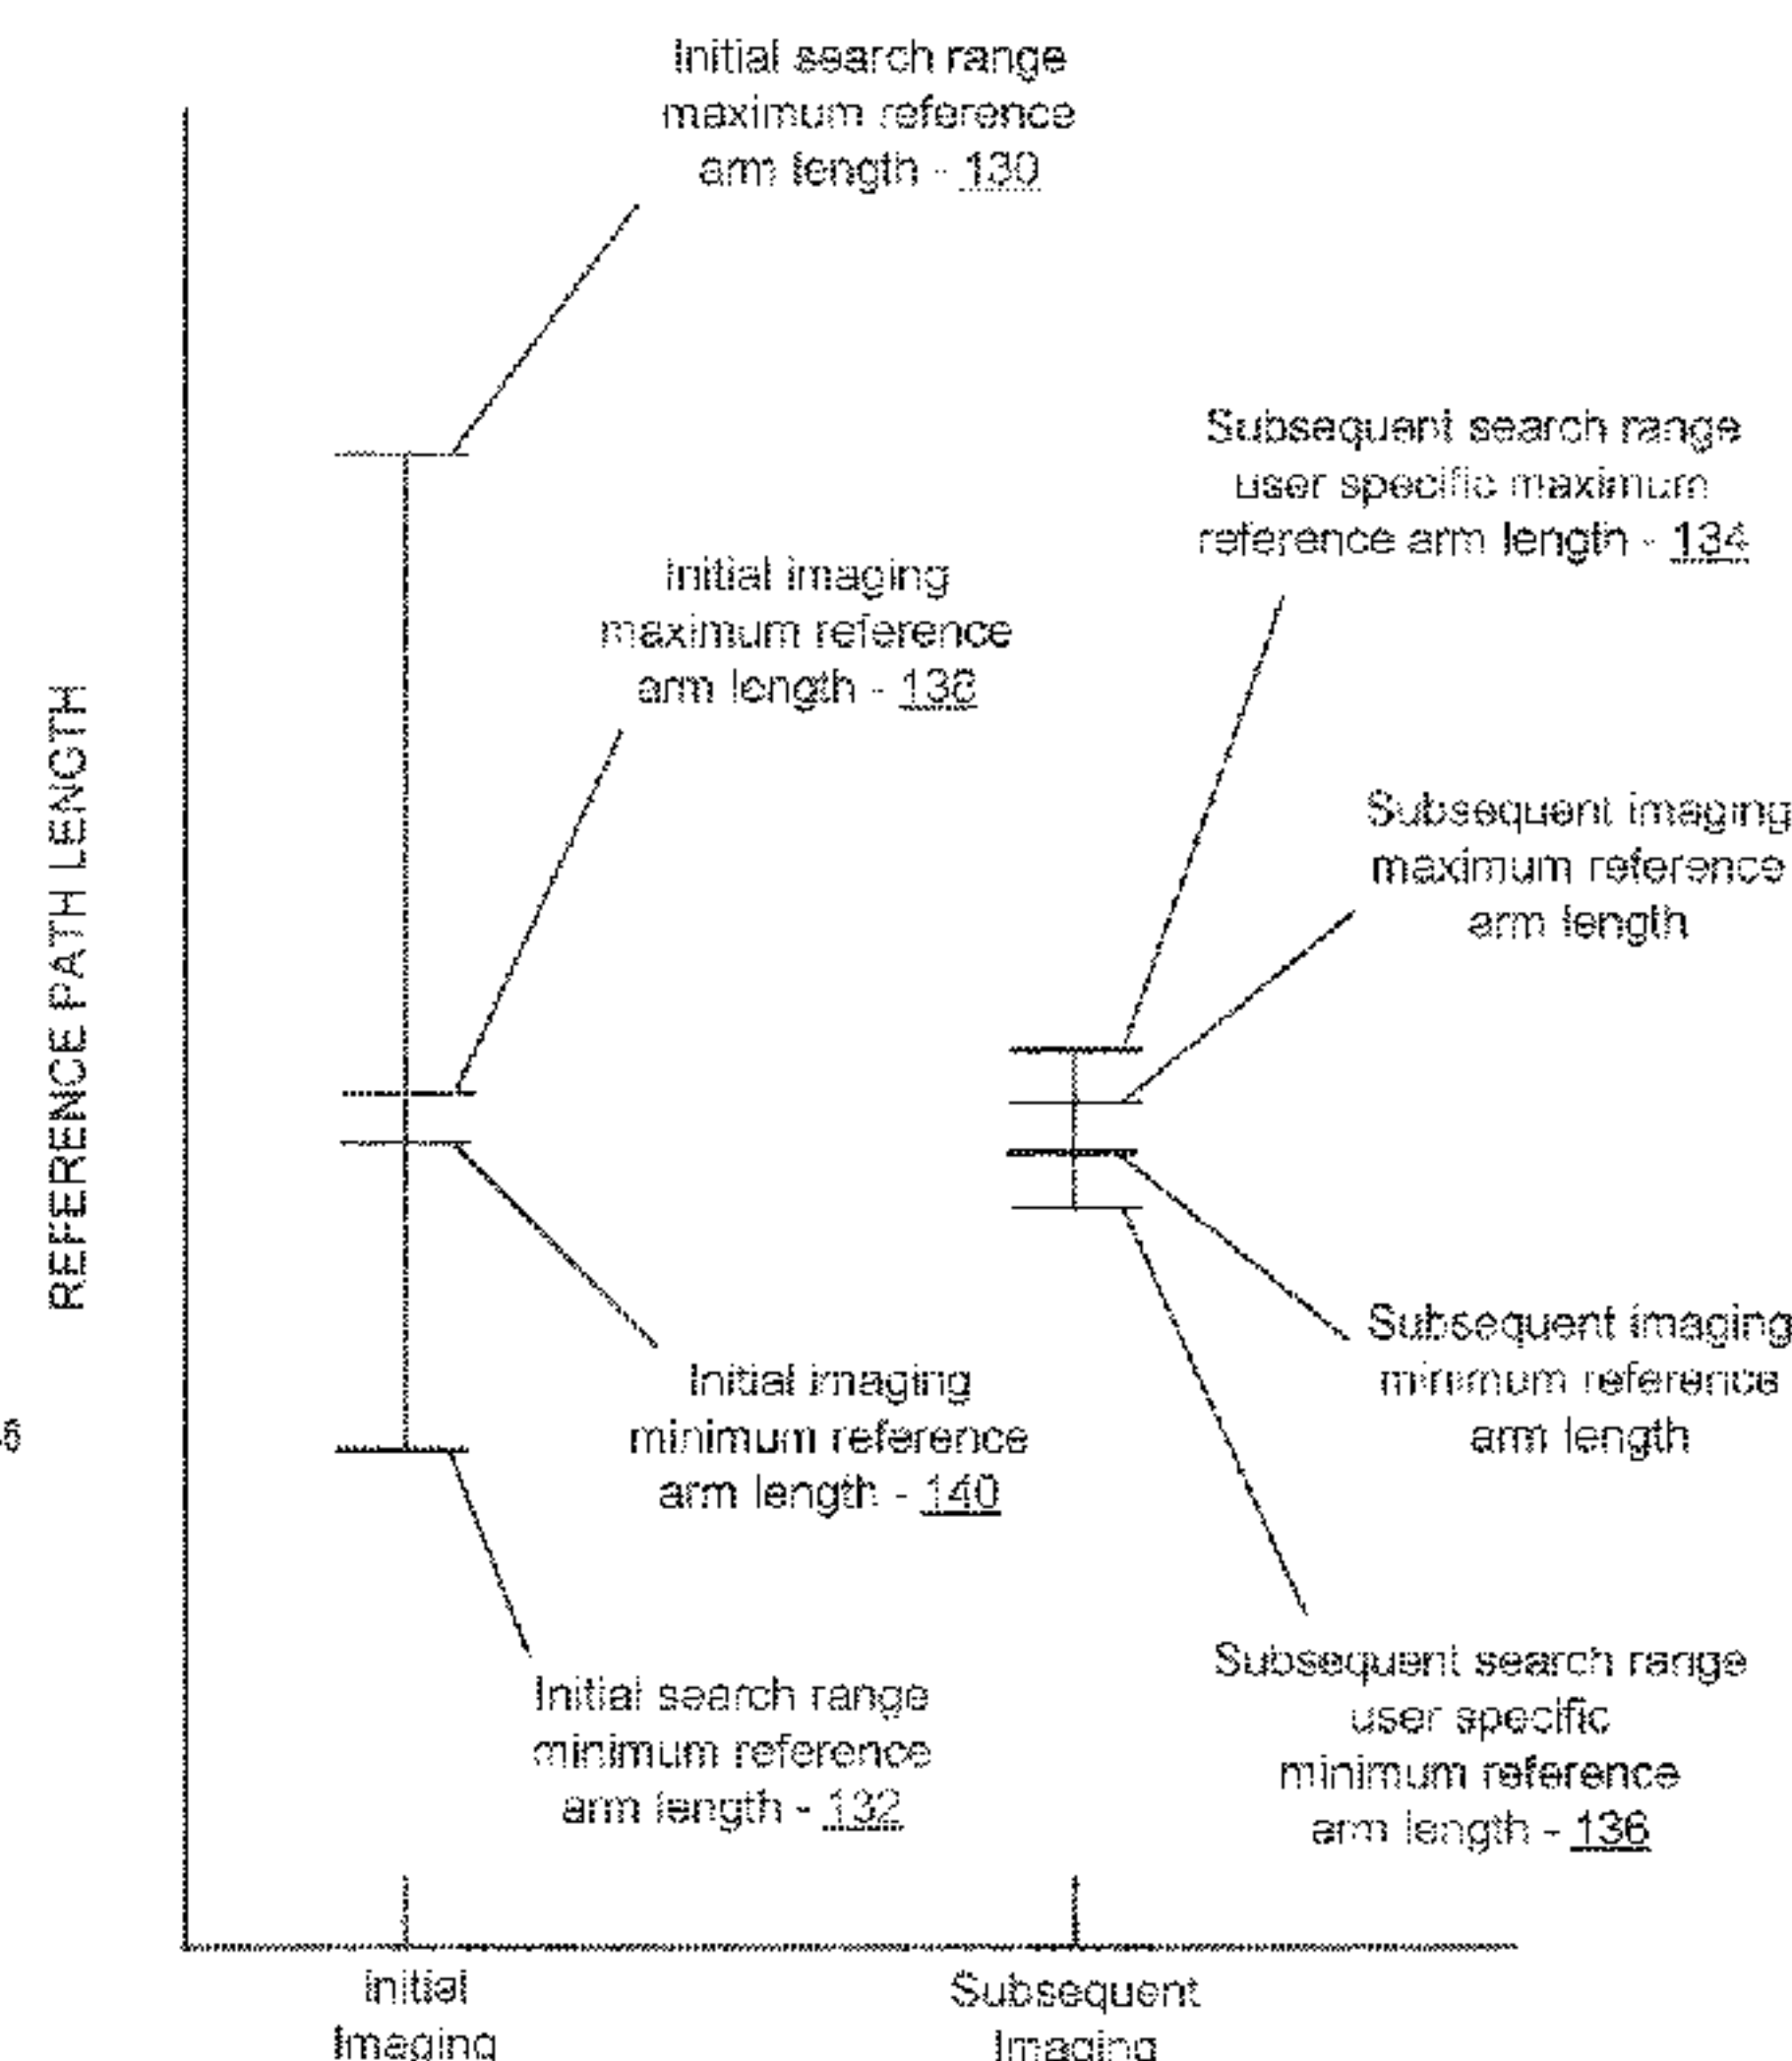 Initial search range
maximum reference
arm length - 130
Subsequent search range
user specific maximum
reference arm length - 134
Initial imaging
maximum reference
arm length - 138
REFERENCE PATH LENGTH
Subsequent imaging
maximum reference
arm length
Subsequent imaging
minimum reference
arm length
Initial imaging
minimum reference
arm length - 140
Subsequent search range
user specific
minimum reference
arm length - 136
Initial search range
minimum reference
arm length - 132
Initial
Imaging
Subsequent
Imaging